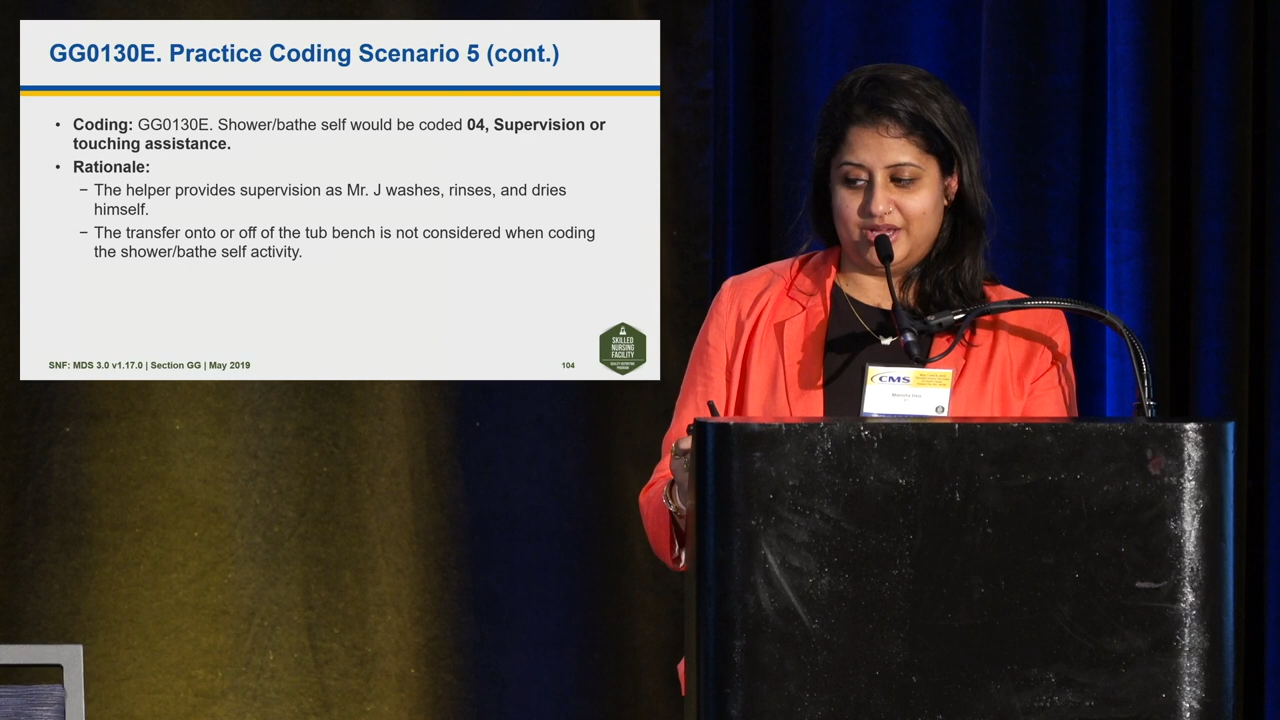 GG0130E. Practice Coding Scenario 5 (cont.)
• Coding: GG0130E. Shower/bathe self would be coded 04, Supervision or
touching assistance.
• Rationale:
− The helper provides supervision as Mr. J washes, rinses, and dries
himself.
− The transfer onto or off of the tub bench is not considered when coding
the shower/bathe self activity.
SKILLED
NURSING
FACILITY
SNF: MDS 3.0 v1.17.0 | Section GG | May 2019
104
CMS